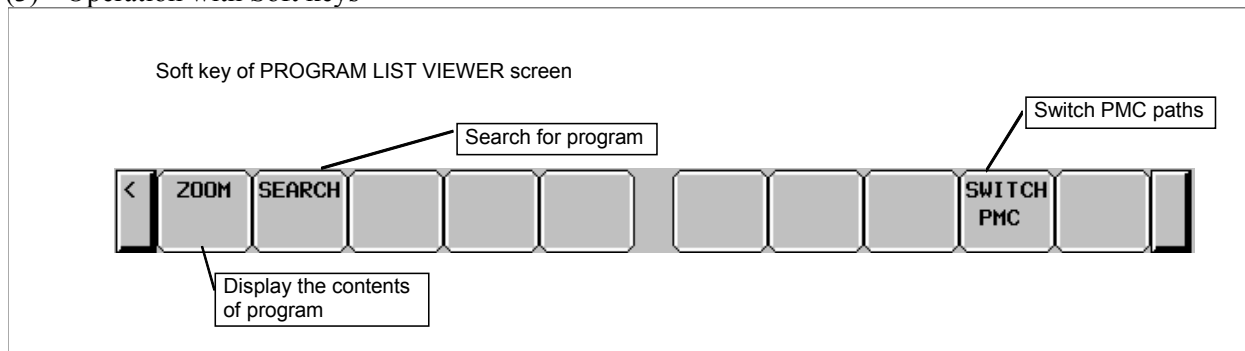 (3) Operation with Soft keys
Soft key of PROGRAM LIST VIEWER screen
Switch PMC paths
Search for program
< ZOOM SEARCH SWITCH
PMC
Display the contents
of program